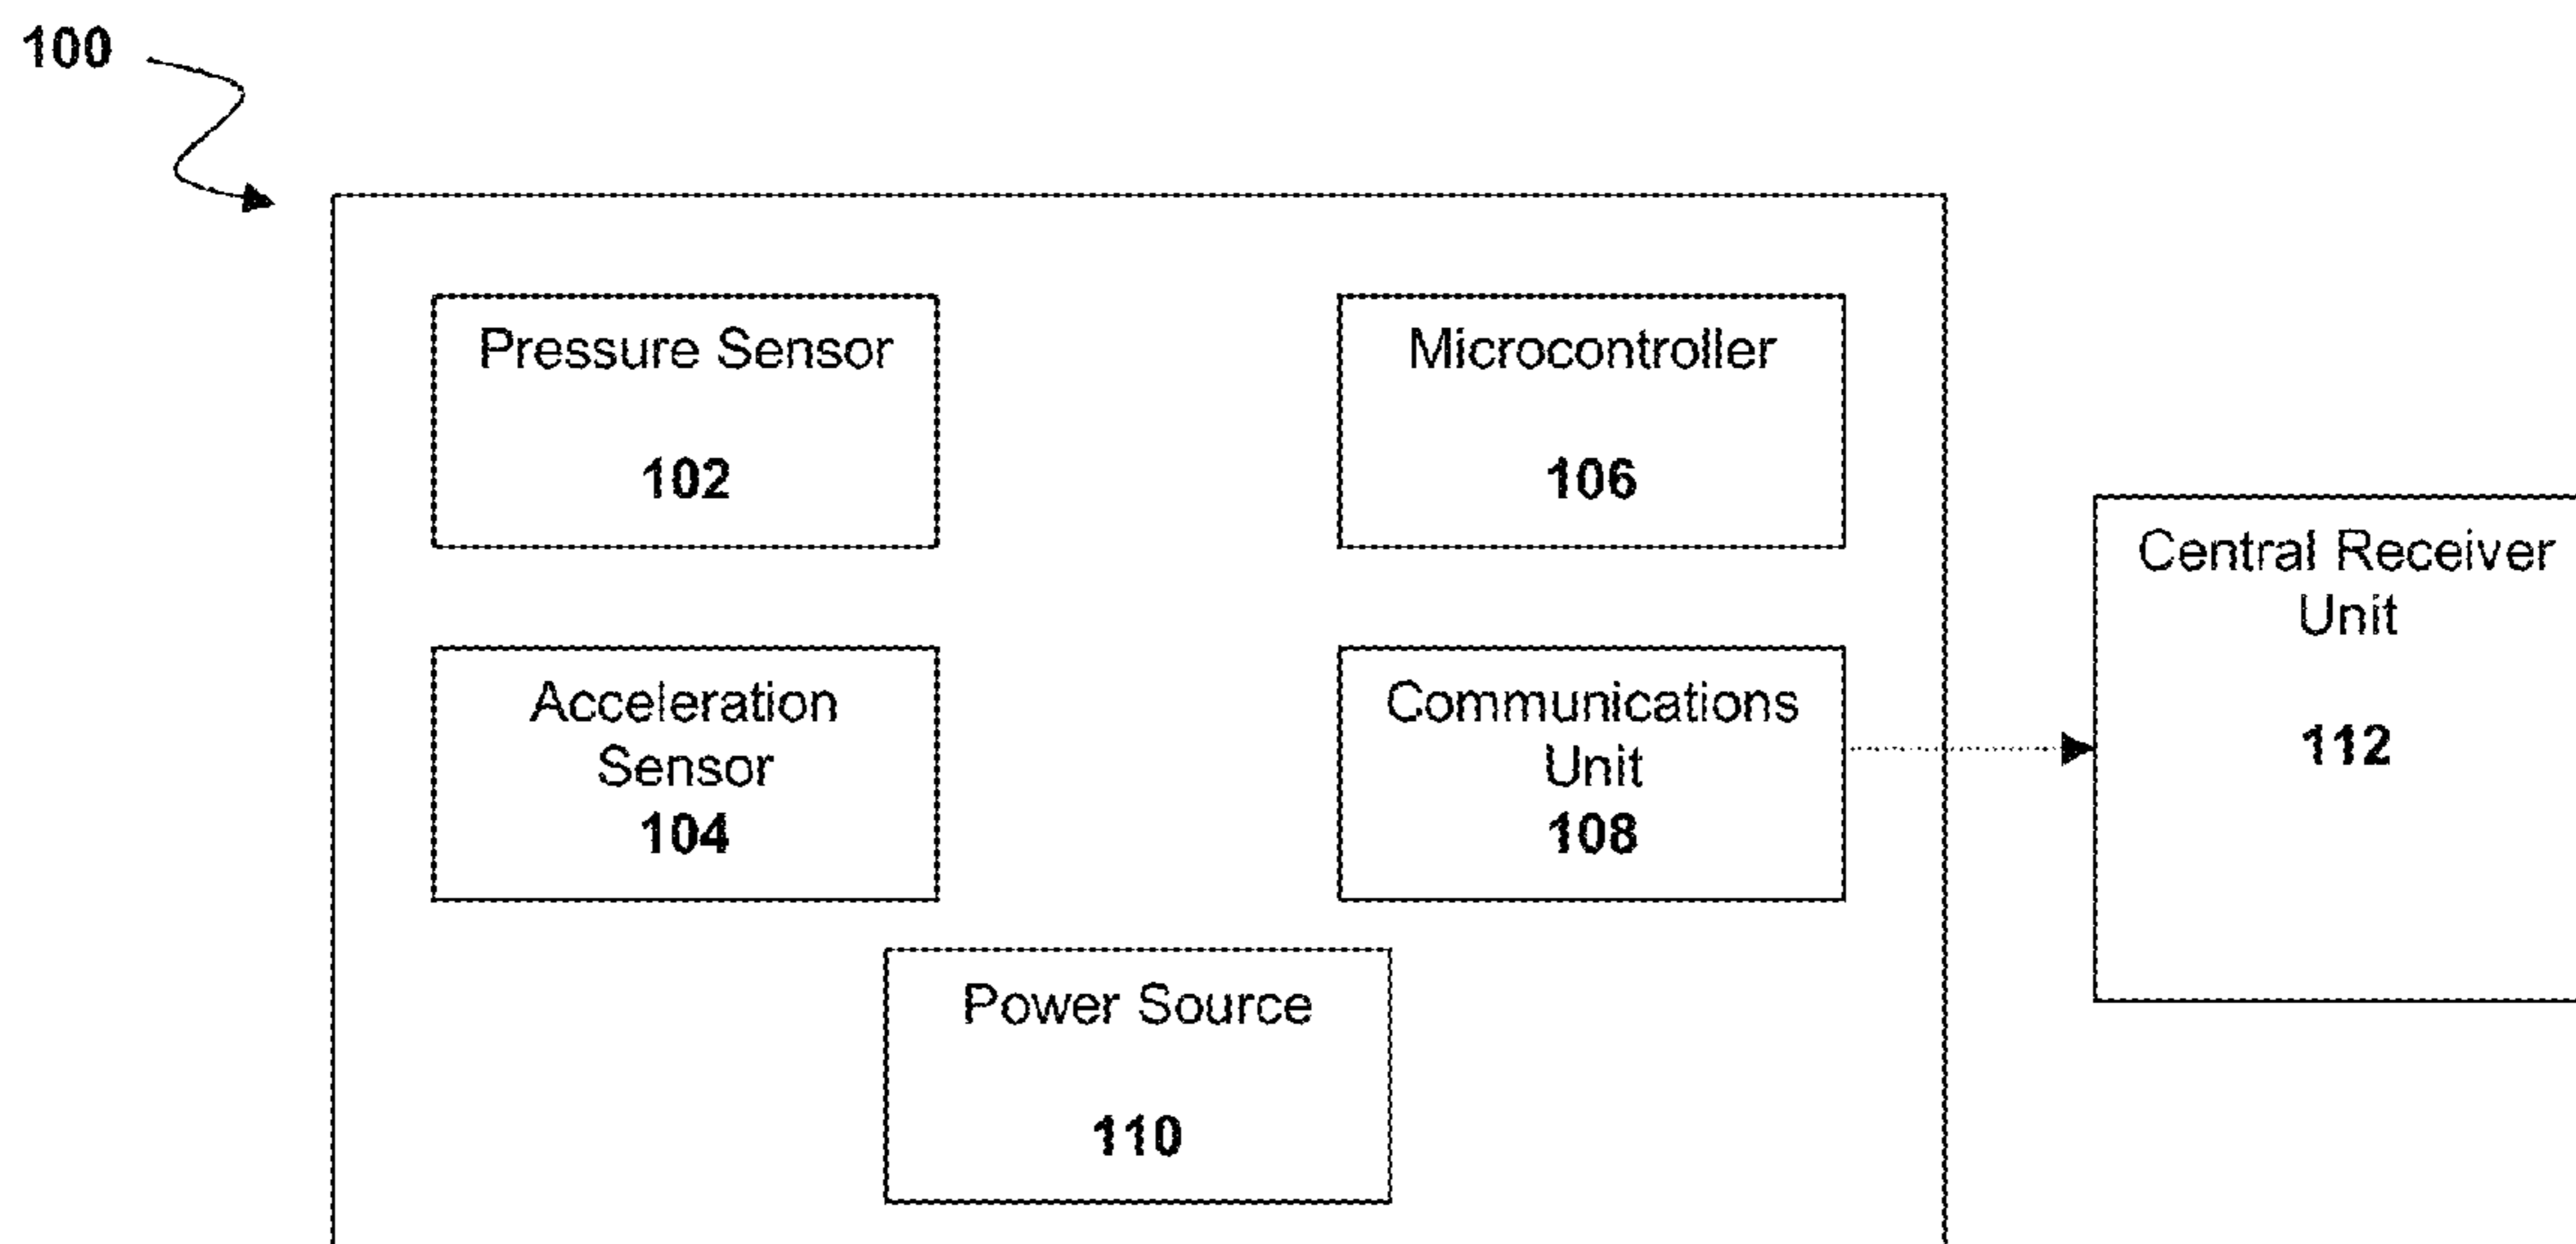 100
Pressure Sensor
102
Microcontroller
106
Acceleration
Sensor
104
Communications
Unit
108
Central Receiver
Unit
112
Power Source
110